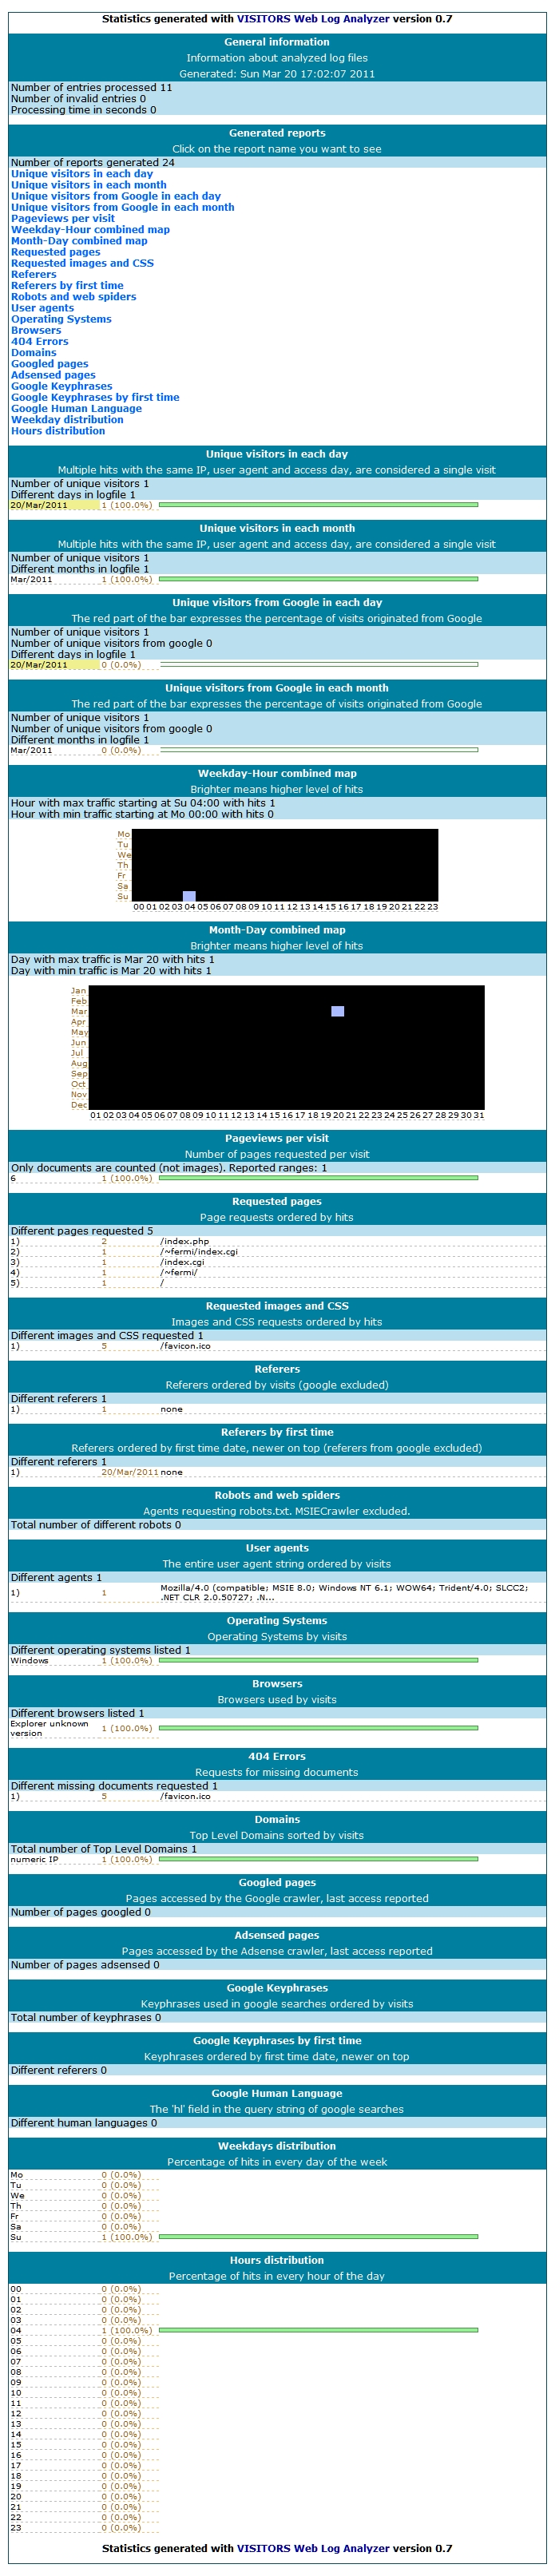 Statistics generated with VISITORS Web Log Analyzer version 0.7
General information
Information about analyzed log files
Generated: Sun Mar 20 17:02:07 2011
Number of entries processed 11
Number of invalid entries 0
Processing time in seconds 0
Generated reports
Click on the report name you want to see
Number of reports generated 24
Unique visitors in each day
Unique visitors in each month
Unique visitors from Google in each day
Unique visitors from Google in each month
Pageviews per visit
Weekday-Hour combined map
Month-Day combined map
Requested pages
Requested images and CSS
Referers
Referers by first time
Robots and web spiders
User agents
Operating Systems
Browsers
404 Errors
Domains
Googled pages
Adsensed pages
Google Keyphrases
Google Keyphrases by first time
Google Human Language
Weekday distribution
Hours distribution
Unique visitors in each day
Multiple hits with the same IP, user agent and access day, are considered a single visit
Number of unique visitors 1
Different days in logfile 1
20/Mar/2011 1 (100.0%)
Unique visitors in each month
Multiple hits with the same IP, user agent and access day, are considered a single visit
Number of unique visitors 1
Different months in logfile 1
Mar/2011 1 (100.0%)
Unique visitors from Google in each day
The red part of the bar expresses the percentage of visits originated from Google
Number of unique visitors 1
Number of unique visitors from google 0
Different days in logfile 1
20/Mar/2011 0 (0.0%)
Unique visitors from Google in each month
The red part of the bar expresses the percentage of visits originated from Google
Number of unique visitors 1
Number of unique visitors from google 0
Different months in logfile 1
Mar/2011 0 (0.0%)
Weekday-Hour combined map
Brighter means higher level of hits
Hour with max traffic starting at Su 04:00 with hits 1
Hour with min traffic starting at Mo 00:00 with hits 0
Mo
Tu
We
Th
Fr
Sa
Su
00 01 02 03 04 05 06 07 08 09 10 11 12 13 14 15 16 17 18 19 20 21 22 23
Month-Day combined map
Brighter means higher level of hits
Day with max traffic is Mar 20 with hits 1
Day with min traffic is Mar 20 with hits 1
Jan
Feb
Mar
Apr
May
Jun
Jul
Aug
Sep
Oct
Nov
Dec
01 02 03 04 05 06 07 08 09 10 11 12 13 14 15 16 17 18 19 20 21 22 23 24 25 26 27 28 29 30 31
Pageviews per visit
Number of pages requested per visit
Only documents are counted (not images). Reported ranges: 1
6 1 (100.0%)
Requested pages
Page requests ordered by hits
Different pages requested 5
1) 2 /index.php
2) 1 /~fermi/index.cgi
3) 1 /index.cgi
4) 1 /~fermi/
5) 1 /
Requested images and CSS
Images and CSS requests ordered by hits
Different images and CSS requested 1
1) 5 /favicon.ico
Referers
Referers ordered by visits (google excluded)
Different referers 1
1) 1 none
Referers by first time
Referers ordered by first time date, newer on top (referers from google excluded)
Different referers 1
1) 20/Mar/2011 none
Robots and web spiders
Agents requesting robots.txt. MSIECrawler excluded.
Total number of different robots 0
User agents
The entire user agent string ordered by visits
Different agents 1
1) 1 Mozilla/4.0 (compatible; MSIE 8.0; Windows NT 6.1; WOW64; Trident/4.0; SLCC2;
.NET CLR 2.0.50727; .N...
Operating Systems
Operating Systems by visits
Different operating systems listed 1
Windows 1 (100.0%)
Browsers
Browsers used by visits
Different browsers listed 1
Explorer unknown
version 1 (100.0%)
404 Errors
Requests for missing documents
Different missing documents requested 1
1) 5 /favicon.ico
Domains
Top Level Domains sorted by visits
Total number of Top Level Domains 1
numeric IP 1 (100.0%)
Googled pages
Pages accessed by the Google crawler, last access reported
Number of pages googled 0
Adsensed pages
Pages accessed by the Adsense crawler, last access reported
Number of pages adsensed 0
Google Keyphrases
Keyphrases used in google searches ordered by visits
Total number of keyphrases 0
Google Keyphrases by first time
Keyphrases ordered by first time date, newer on top
Different referers 0
Google Human Language
The 'hl' field in the query string of google searches
Different human languages 0
Weekdays distribution
Percentage of hits in every day of the week
Mo 0 (0.0%)
Tu 0 (0.0%)
We 0 (0.0%)
Th 0 (0.0%)
Fr 0 (0.0%)
Sa 0 (0.0%)
Su 1 (100.0%)
Hours distribution
Percentage of hits in every hour of the day
00 0 (0.0%)
01 0 (0.0%)
02 0 (0.0%)
03 0 (0.0%)
04 1 (100.0%)
05 0 (0.0%)
06 0 (0.0%)
07 0 (0.0%)
08 0 (0.0%)
09 0 (0.0%)
10 0 (0.0%)
11 0 (0.0%)
12 0 (0.0%)
13 0 (0.0%)
14 0 (0.0%)
15 0 (0.0%)
16 0 (0.0%)
17 0 (0.0%)
18 0 (0.0%)
19 0 (0.0%)
20 0 (0.0%)
21 0 (0.0%)
22 0 (0.0%)
23 0 (0.0%)
Statistics generated with VISITORS Web Log Analyzer version 0.7